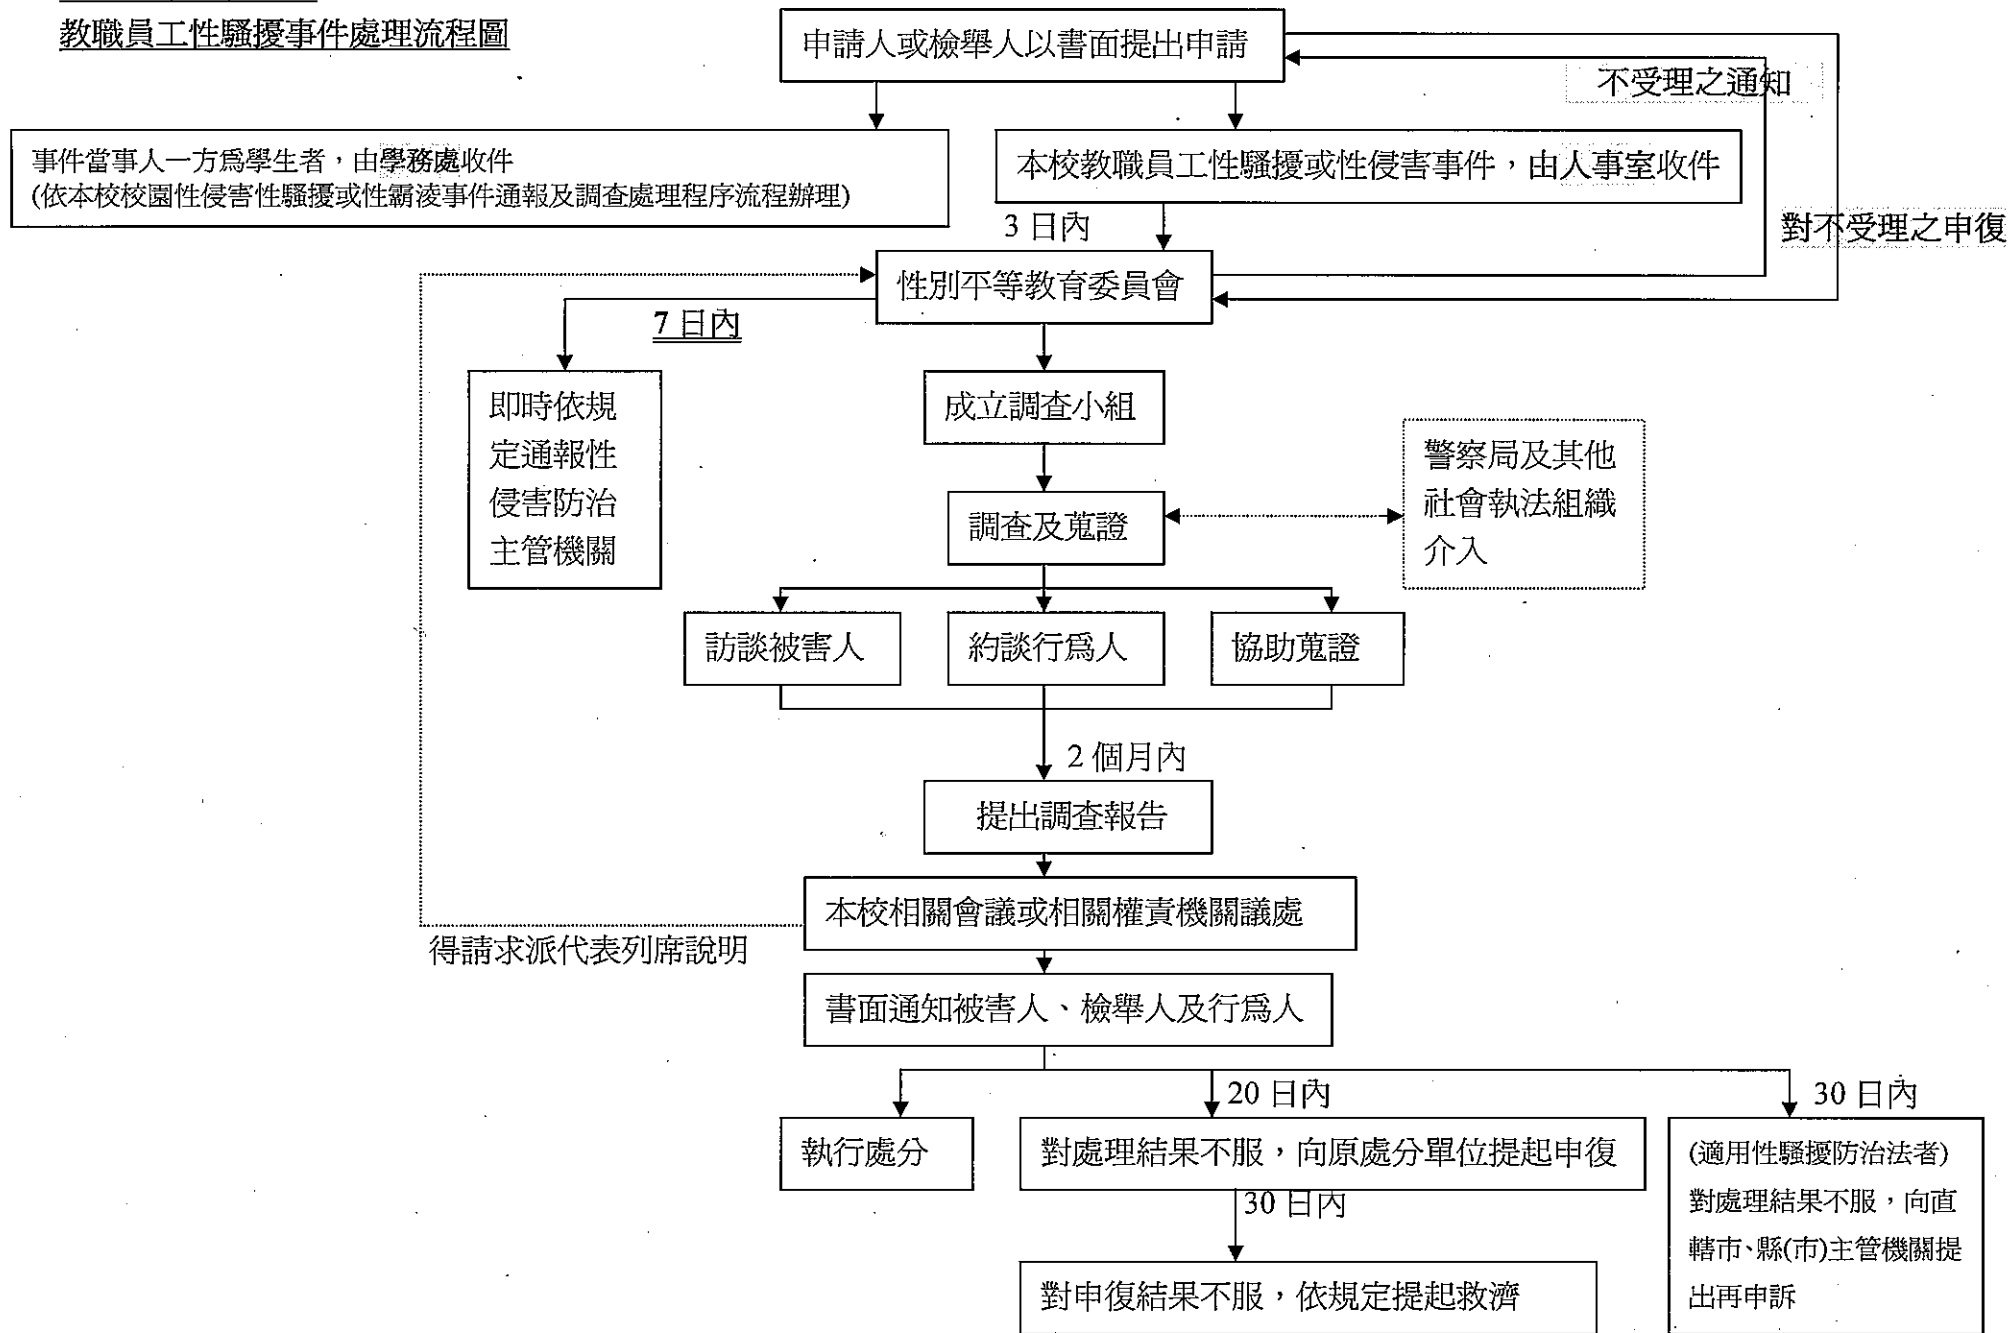 教職員工性騷擾事件處理流程圖
申請人或檢舉人以書面提出申請
不受理之通知
事件當事人一方爲學生者，由學務處收件
(依本校校園性侵害性騷擾或性霸凌事件通報及調查處理程序流程辦理)
本校教職員工性騷擾或性侵害事件，由人事室收件
對不受理之申復
3 日內
性別平等教育委員會
7 日內
即時依規
定通報性
侵害防治
主管機關
成立調查小組
調查及蒐證
警察局及其他
社會執法組織
介入
訪談被害人
約談行爲人
協助蒐證
2 個月內
提出調查報告
本校相關會議或相關權責機關議處
得請求派代表列席說明
書面通知被害人、檢舉人及行爲人
20 日內
30 日內
執行處分
對處理結果不服，向原處分單位提起申復
(適用性騷擾防治法者)
對處理結果不服，向直
轄市、縣(市)主管機關提
出再申訴
30 日內
對申復結果不服，依規定提起救濟